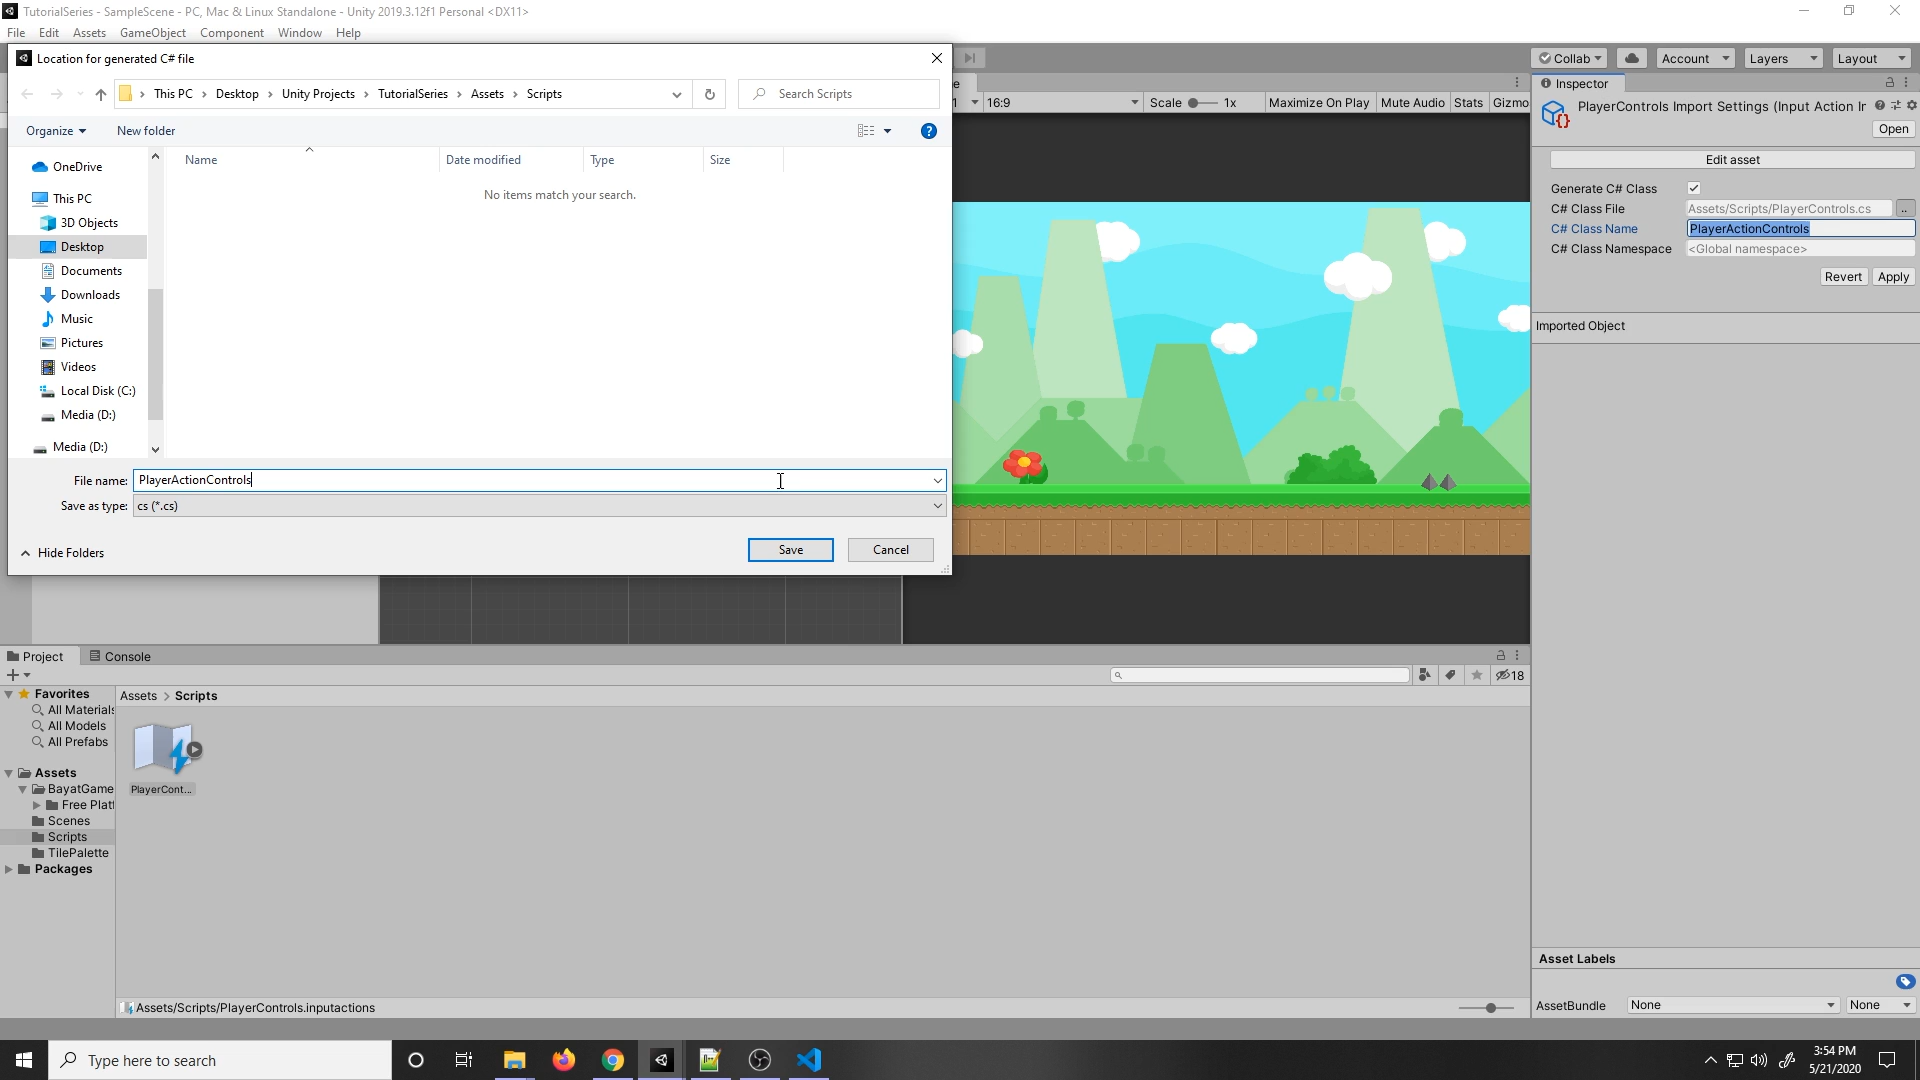 TutorialSeries - SampleScene - PC, Mac & Linux Standalone - Unity 2019.3.12f1 Personal <DX11>
File Edit Assets GameObject Component Window Help
Location for generated C# file
This PC > Desktop > Unity Projects > TutorialSeries > Assets > Scripts
Search Scripts
Organize New folder
Name Date modified Type Size
No items match your search.
OneDrive
This PC
3D Objects
Desktop
Documents
Downloads
Music
Pictures
Videos
Local Disk (C:)
Media (D:)
Media (D:)
File name: PlayerActionControls
Save as type: cs (*.cs)
Hide Folders
Save Cancel
Collab Account Layers Layout
16:9 Scale 1x Maximize On Play Mute Audio Stats Gizmo
Inspector
PlayerControls Import Settings (Input Action Ir
Open
Edit asset
Generate C# Class
C# Class File Assets/Scripts/PlayerControls.cs ..
C# Class Name PlayerActionControls
C# Class Namespace <Global namespace>
Revert Apply
Imported Object
Project Console
18
Favorites
All Materials
All Models
All Prefabs
Assets
BayatGame
Free Platf
Scenes
Scripts
TilePalette
Packages
Assets > Scripts
PlayerCont...
Assets/Scripts/PlayerControls.inputactions
Asset Labels
AssetBundle None None
Type here to search
3:54 PM
5/21/2020